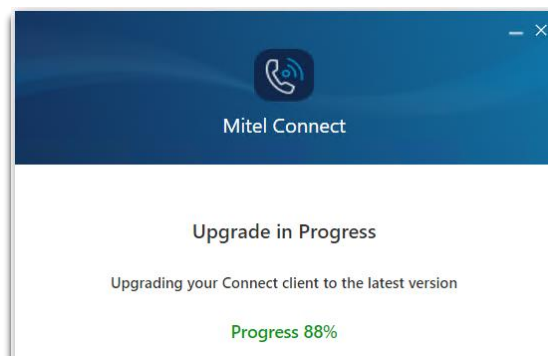 Mitel Connect
Upgrade in Progress
Upgrading your Connect client to the latest version
Progress 88%